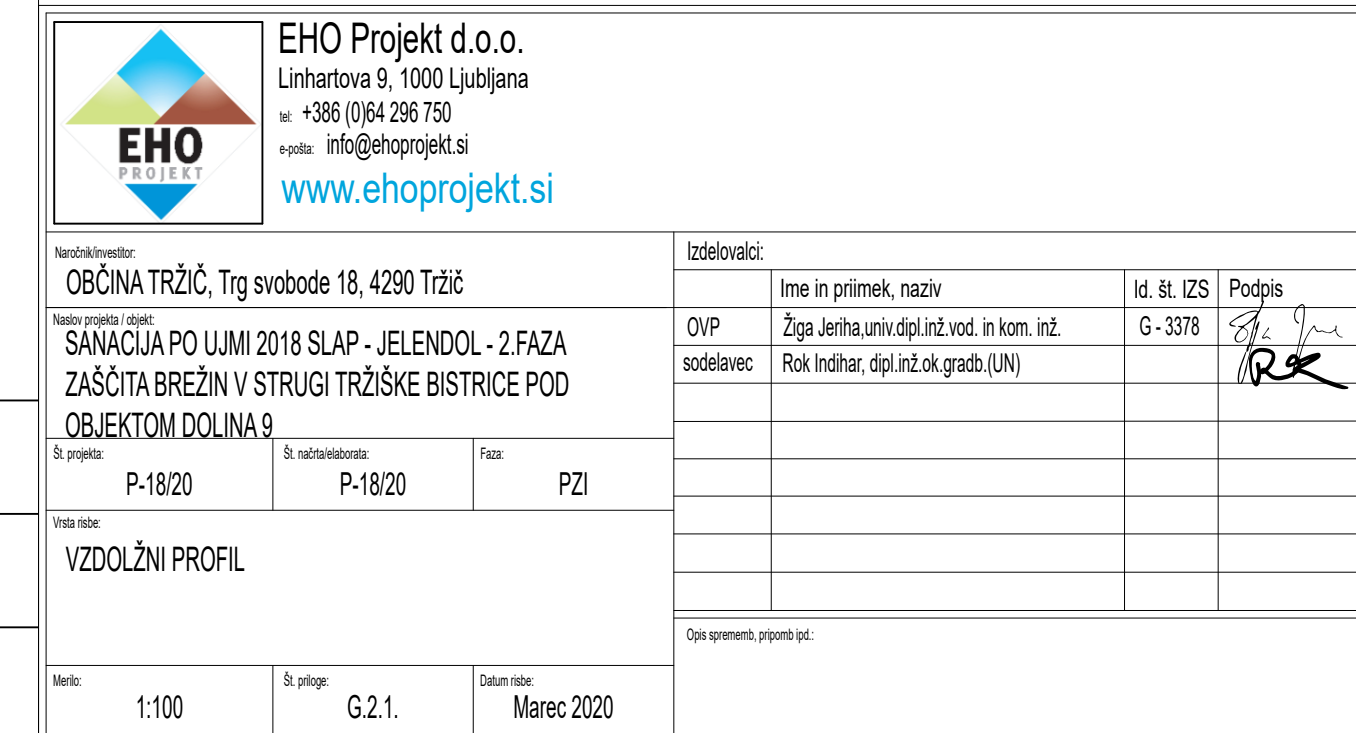 EHO
PROJEKT
EHO Projekt d.o.o.
Linhartova 9, 1000 Ljubljana
tel: +386 (0)64 296 750
e-pošta: info@ehoprojekt.si
www.ehoprojekt.si
Naročnik/investitor:
OBČINA TRŽIČ, Trg svobode 18, 4290 Tržič
Naslov projekta / objekt:
SANACIJA PO UJMI 2018 SLAP - JELENDOL - 2.FAZA
ZAŠČITA BREŽIN V STRUGI TRŽIŠKE BISTRICE POD
OBJEKTOM DOLINA 9
Št. projekta: Št. načrta/elaborata: Faza:
P-18/20 P-18/20 PZI
Vrsta risbe:
VZDOLŽNI PROFIL
Merilo: Št. priloge: Datum risbe:
1:100 G.2.1. Marec 2020
Izdelovalci:
Ime in priimek, naziv Id. št. IZS Podpis
OVP Žiga Jeriha,univ.dipl.inž.vod. in kom. inž. G - 3378
sodelavec Rok Indihar, dipl.inž.ok.gradb.(UN)
Opis sprememb, pripomb ipd.: